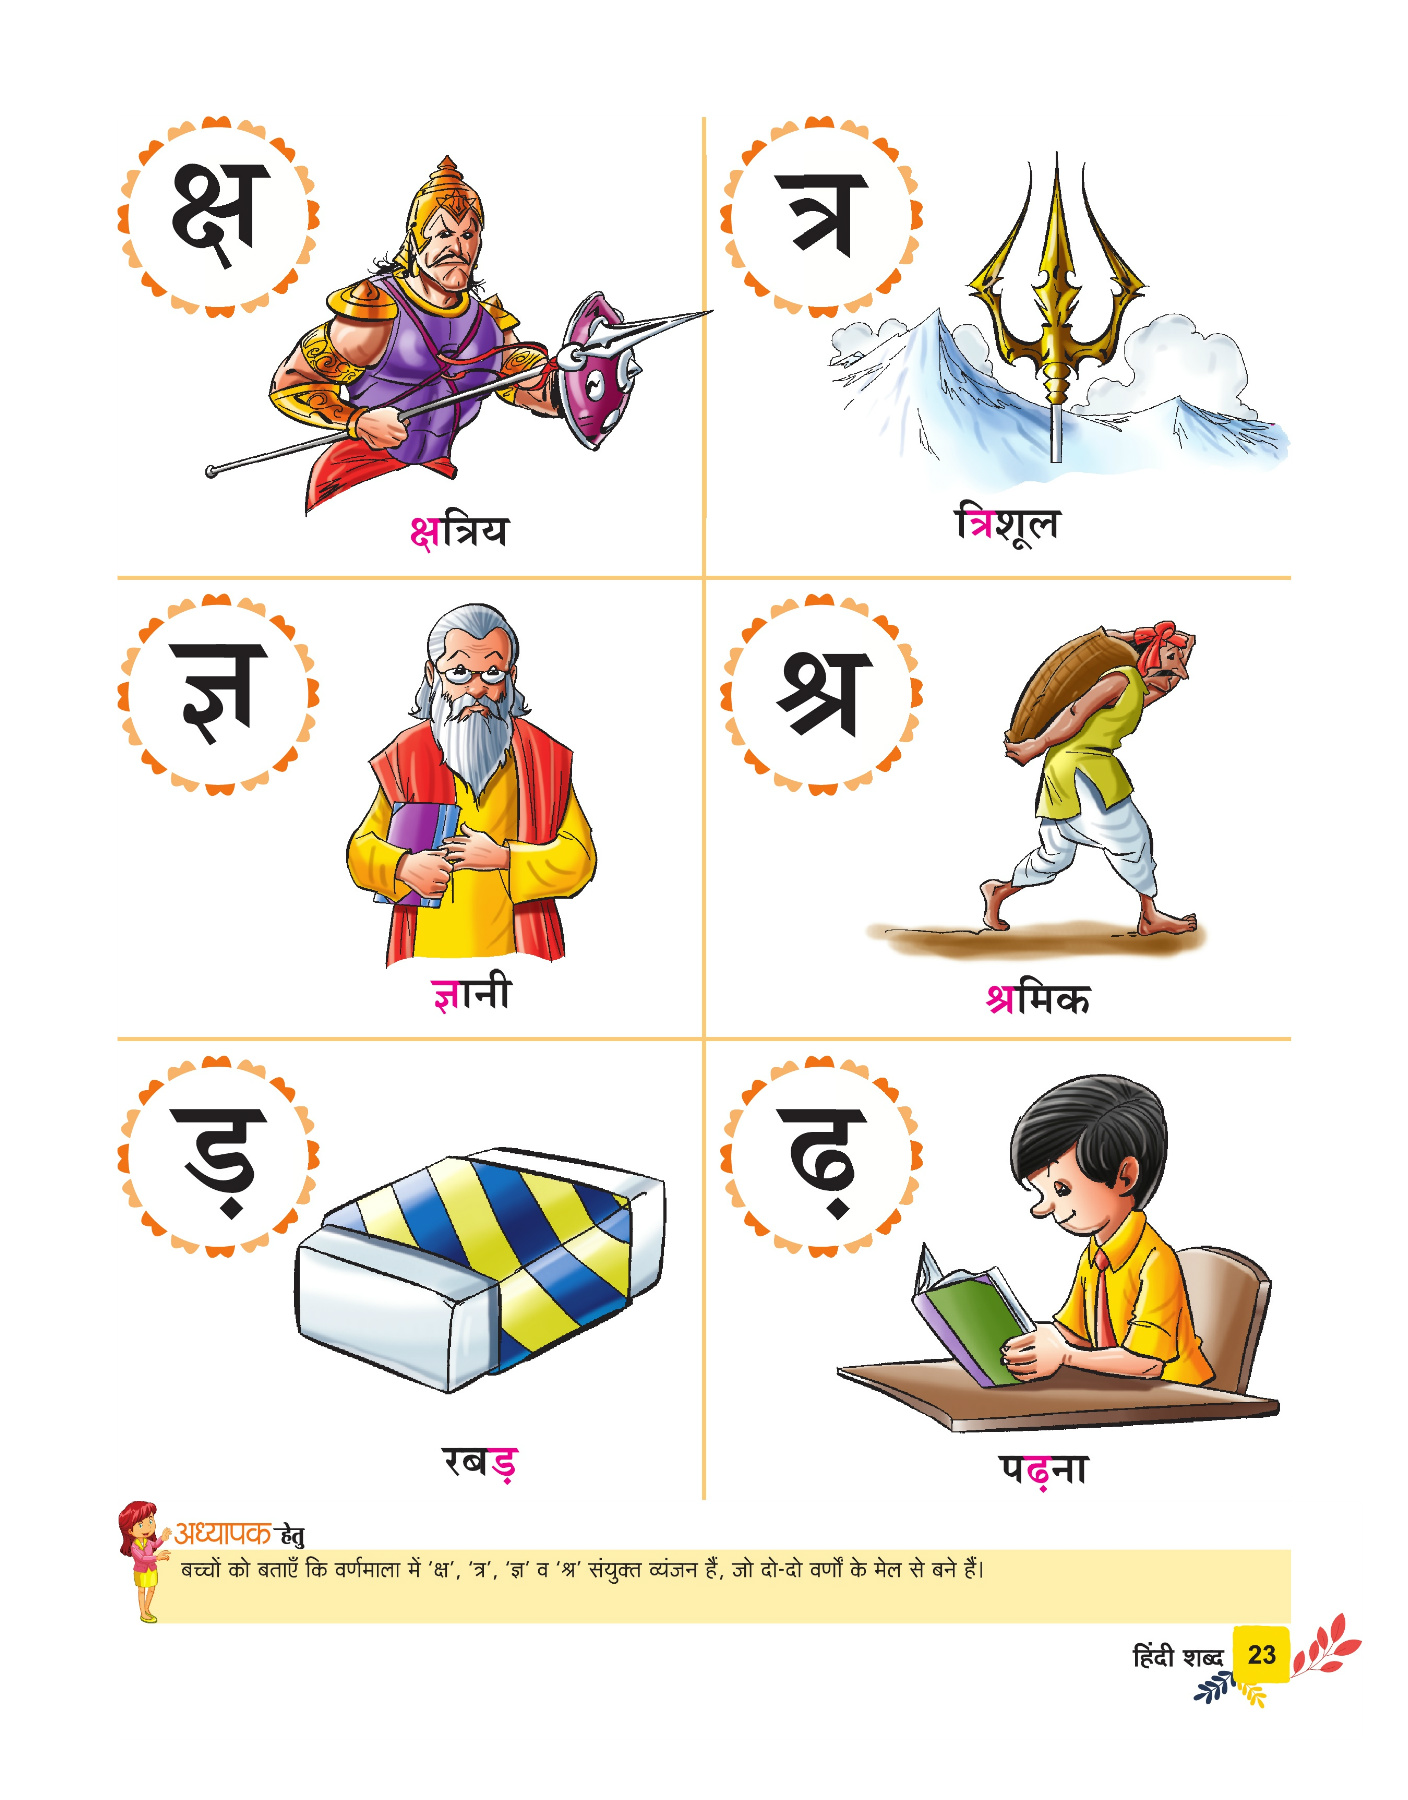 क्ष
त्र
क्षत्रिय
त्रिशूल
ज्ञ
श्र
ज्ञानी
श्रमिक
ड़
ढ़
रबड़
पढ़ना
अध्यापक हेतु
बच्चों को बताएँ कि वर्णमाला में 'क्ष', 'त्र', 'ज्ञ' व 'श्र' संयुक्त व्यंजन हैं, जो दो-दो वर्णों के मेल से बने हैं।
हिंदी शब्द 23